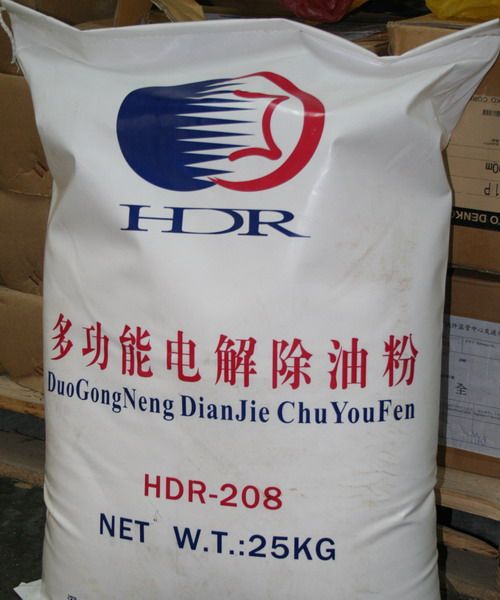 HDR
多功能电解除油粉
DuoGongNeng DianJie ChuYouFen
HDR-208
NET W.T.:25KG